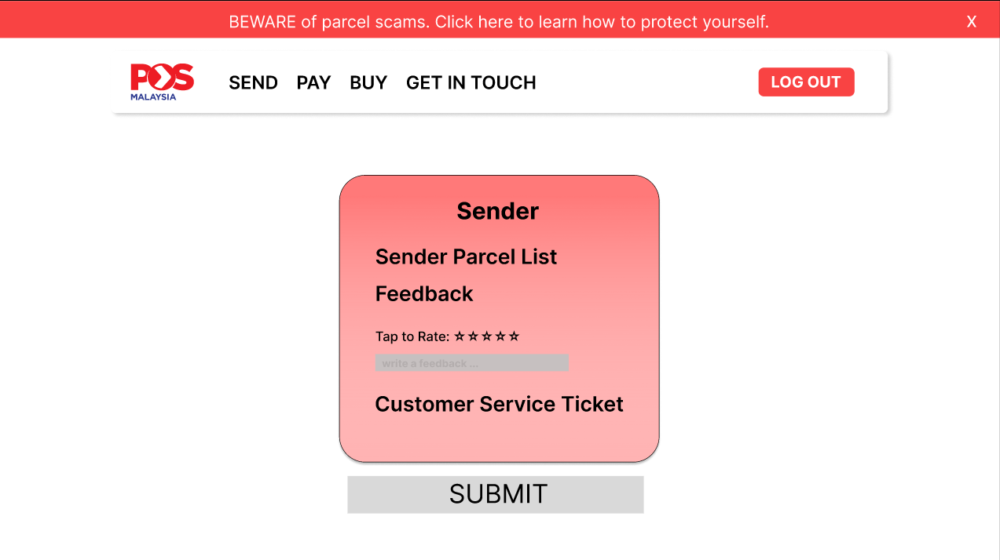 BEWARE of parcel scams. Click here to learn how to protect yourself. X
POS
MALAYSIA
SEND PAY BUY GET IN TOUCH LOG OUT
Sender
Sender Parcel List
Feedback
Tap to Rate: ☆☆☆☆☆
write a feedback ...
Customer Service Ticket
SUBMIT